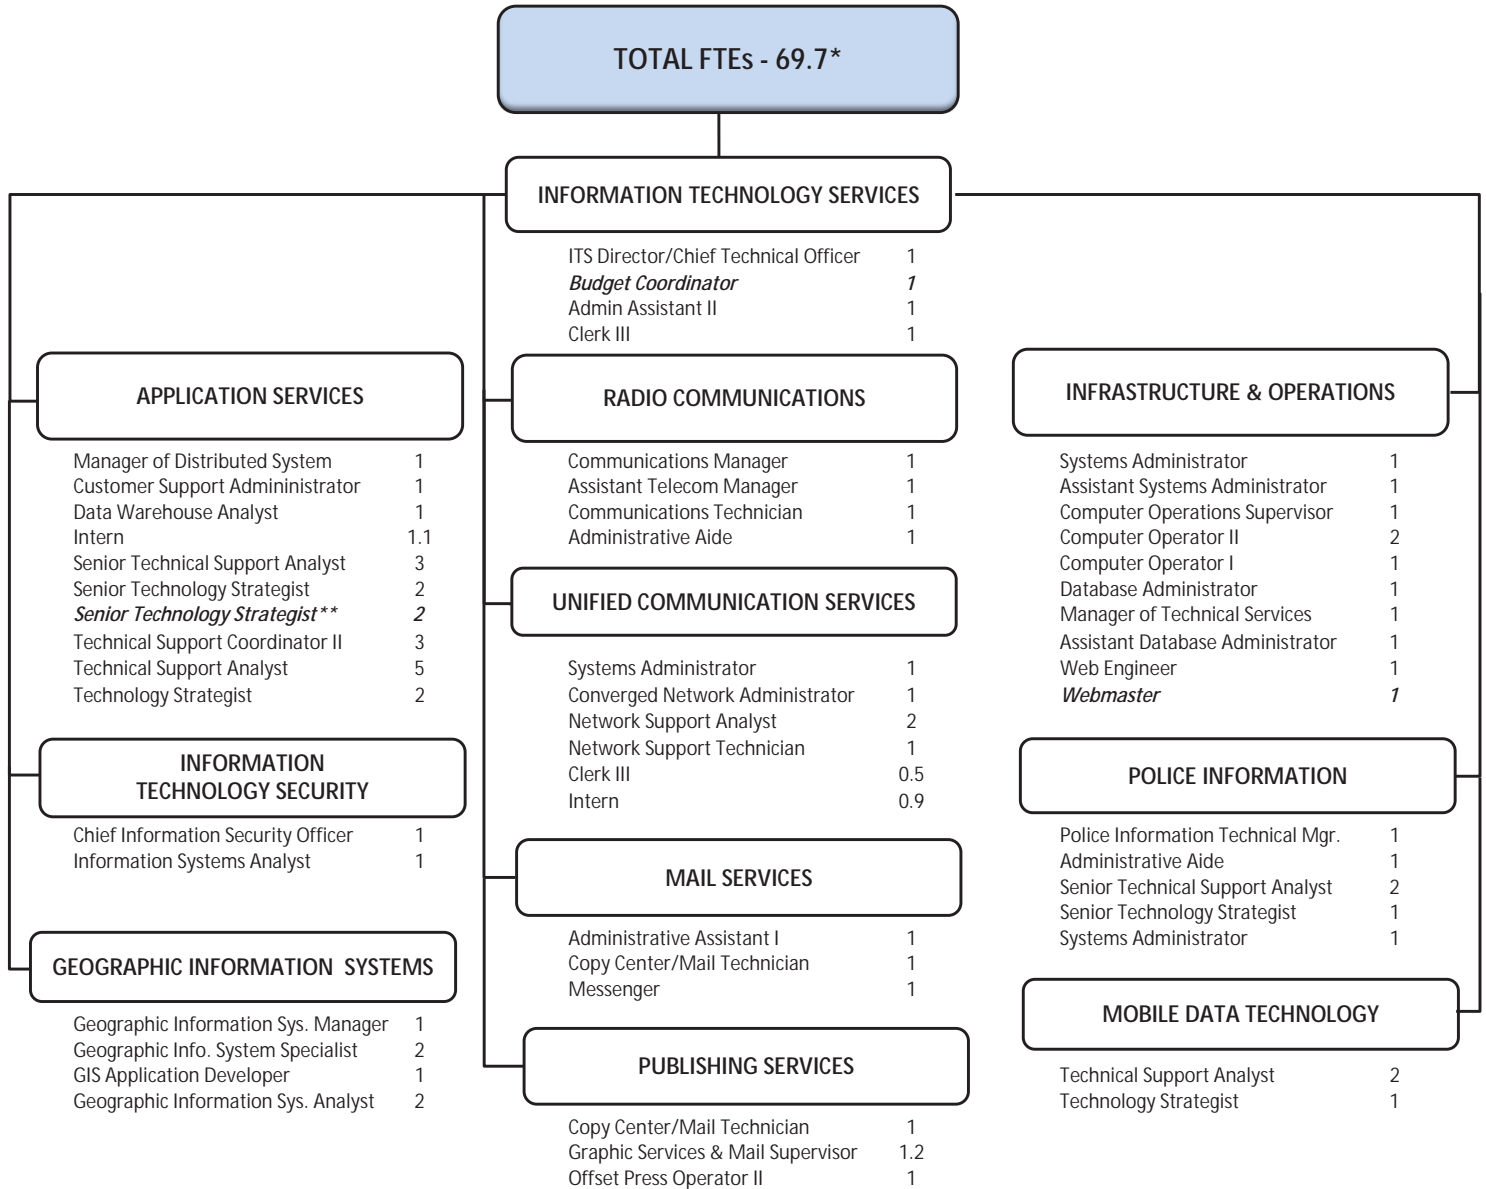 TOTAL FTEs - 69.7*
INFORMATION TECHNOLOGY SERVICES
ITS Director/Chief Technical Officer 1
Budget Coordinator 1
Admin Assistant II 1
Clerk III 1
APPLICATION SERVICES
Manager of Distributed System 1
Customer Support Admininistrator 1
Data Warehouse Analyst 1
Intern 1.1
Senior Technical Support Analyst 3
Senior Technology Strategist 2
Senior Technology Strategist** 2
Technical Support Coordinator II 3
Technical Support Analyst 5
Technology Strategist 2
INFORMATION
TECHNOLOGY SECURITY
Chief Information Security Officer 1
Information Systems Analyst 1
GEOGRAPHIC INFORMATION SYSTEMS
Geographic Information Sys. Manager 1
Geographic Info. System Specialist 2
GIS Application Developer 1
Geographic Information Sys. Analyst 2
RADIO COMMUNICATIONS
Communications Manager 1
Assistant Telecom Manager 1
Communications Technician 1
Administrative Aide 1
UNIFIED COMMUNICATION SERVICES
Systems Administrator 1
Converged Network Administrator 1
Network Support Analyst 2
Network Support Technician 1
Clerk III 0.5
Intern 0.9
MAIL SERVICES
Administrative Assistant I 1
Copy Center/Mail Technician 1
Messenger 1
PUBLISHING SERVICES
Copy Center/Mail Technician 1
Graphic Services & Mail Supervisor 1.2
Offset Press Operator II 1
INFRASTRUCTURE & OPERATIONS
Systems Administrator 1
Assistant Systems Administrator 1
Computer Operations Supervisor 1
Computer Operator II 2
Computer Operator I 1
Database Administrator 1
Manager of Technical Services 1
Assistant Database Administrator 1
Web Engineer 1
Webmaster 1
POLICE INFORMATION
Police Information Technical Mgr. 1
Administrative Aide 1
Senior Technical Support Analyst 2
Senior Technology Strategist 1
Systems Administrator 1
MOBILE DATA TECHNOLOGY
Technical Support Analyst 2
Technology Strategist 1